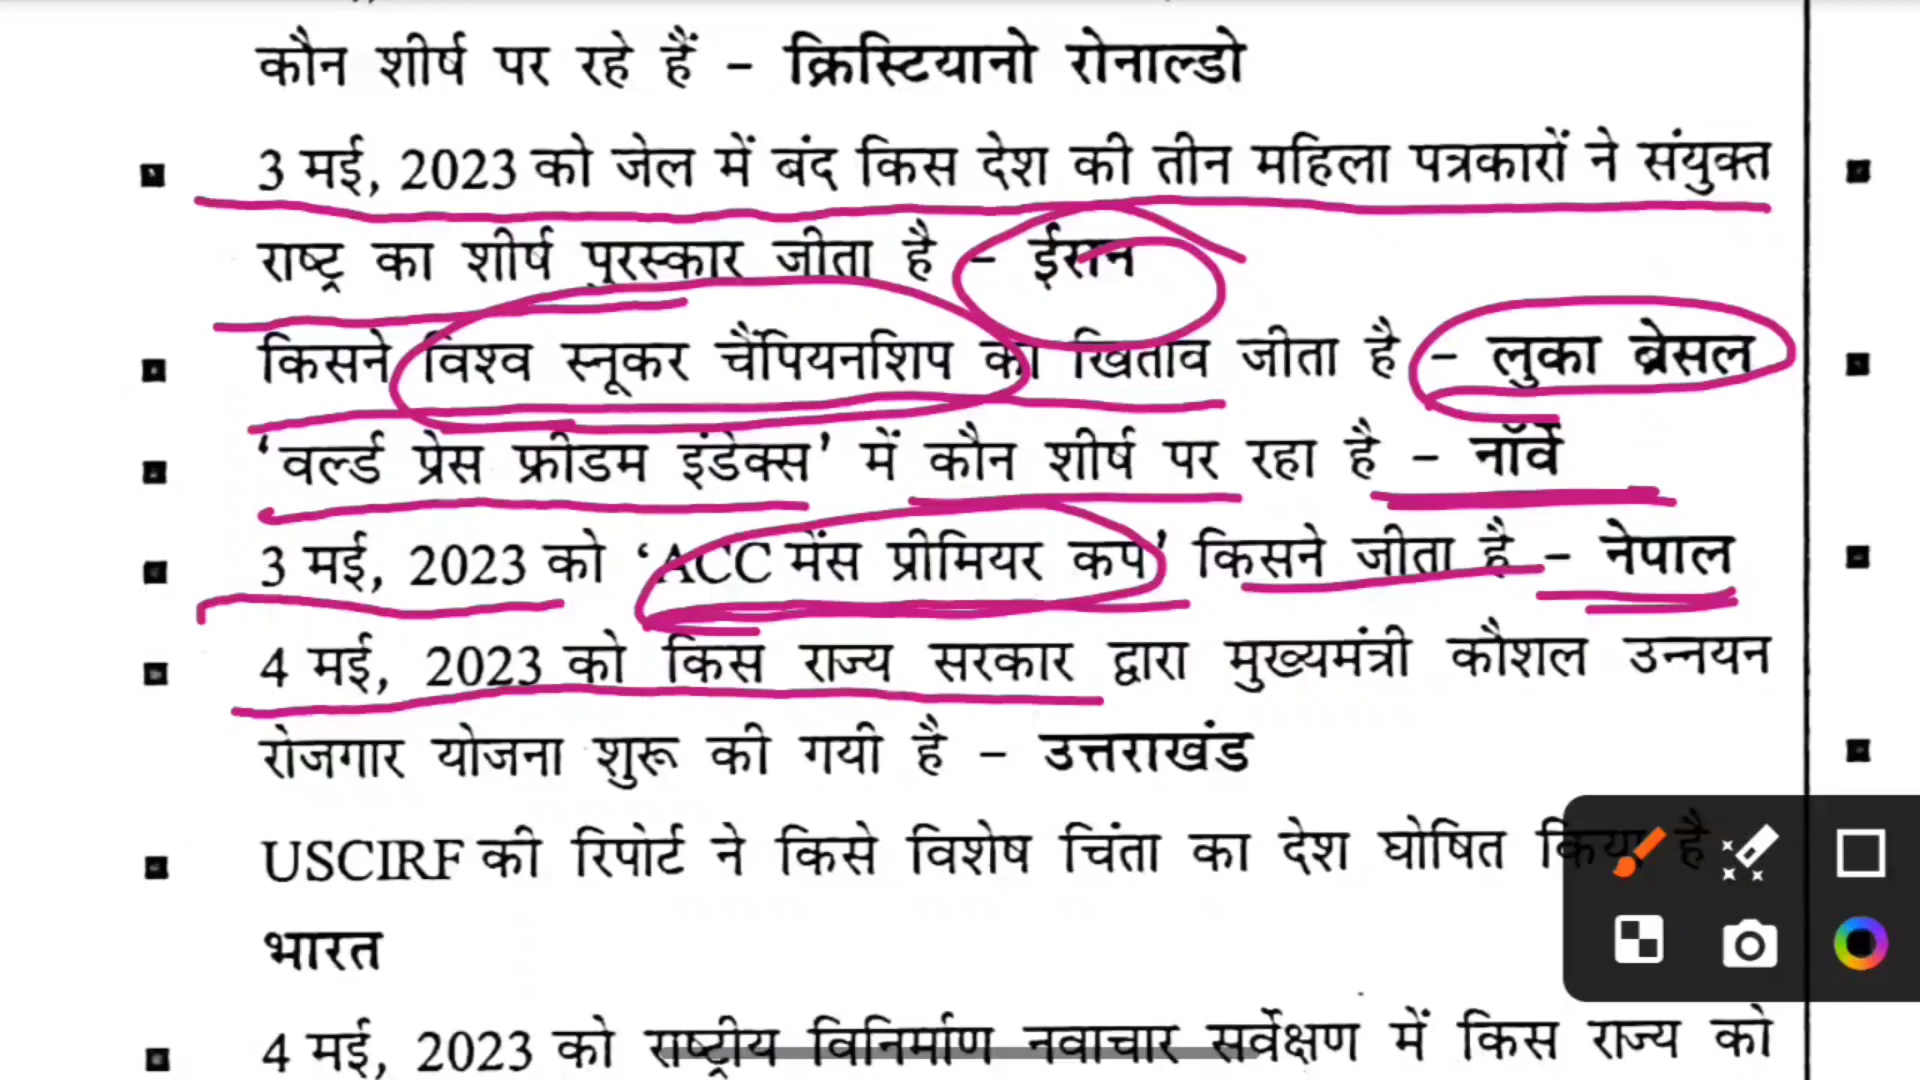 कौन शीर्ष पर रहे हैं – क्रिस्टियानो रोनाल्डो
▪ 3 मई, 2023 को जेल में बंद किस देश की तीन महिला पत्रकारों ने संयुक्त
राष्ट्र का शीर्ष पुरस्कार जीता है – ईरान
▪ किसने विश्व स्नूकर चैंपियनशिप का खिताब जीता है – लुका ब्रेसल
▪ ‘वर्ल्ड प्रेस फ्रीडम इंडेक्स’ में कौन शीर्ष पर रहा है – नॉर्वे
▪ 3 मई, 2023 को ‘ACC मेंस प्रीमियर कप’ किसने जीता है – नेपाल
▪ 4 मई, 2023 को किस राज्य सरकार द्वारा मुख्यमंत्री कौशल उन्नयन
रोजगार योजना शुरू की गयी है – उत्तराखंड
▪ USCIRF की रिपोर्ट ने किसे विशेष चिंता का देश घोषित किया है
भारत
▪ 4 मई, 2023 को राष्ट्रीय विनिर्माण नवाचार सर्वेक्षण में किस राज्य को